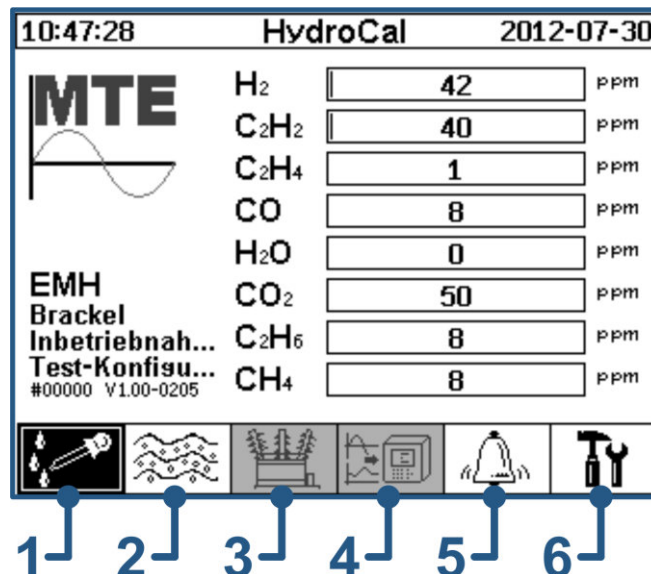 10:47:28 HydroCal 2012-07-30
MTE
H₂ 42 ppm
C₂H₂ 40 ppm
C₂H₄ 1 ppm
CO 8 ppm
H₂O 0 ppm
CO₂ 50 ppm
C₂H₆ 8 ppm
CH₄ 8 ppm
EMH
Brackel
Inbetriebnah...
Test-Konfigu...
#00000 V1.00-0205
1 2 3 4 5 6